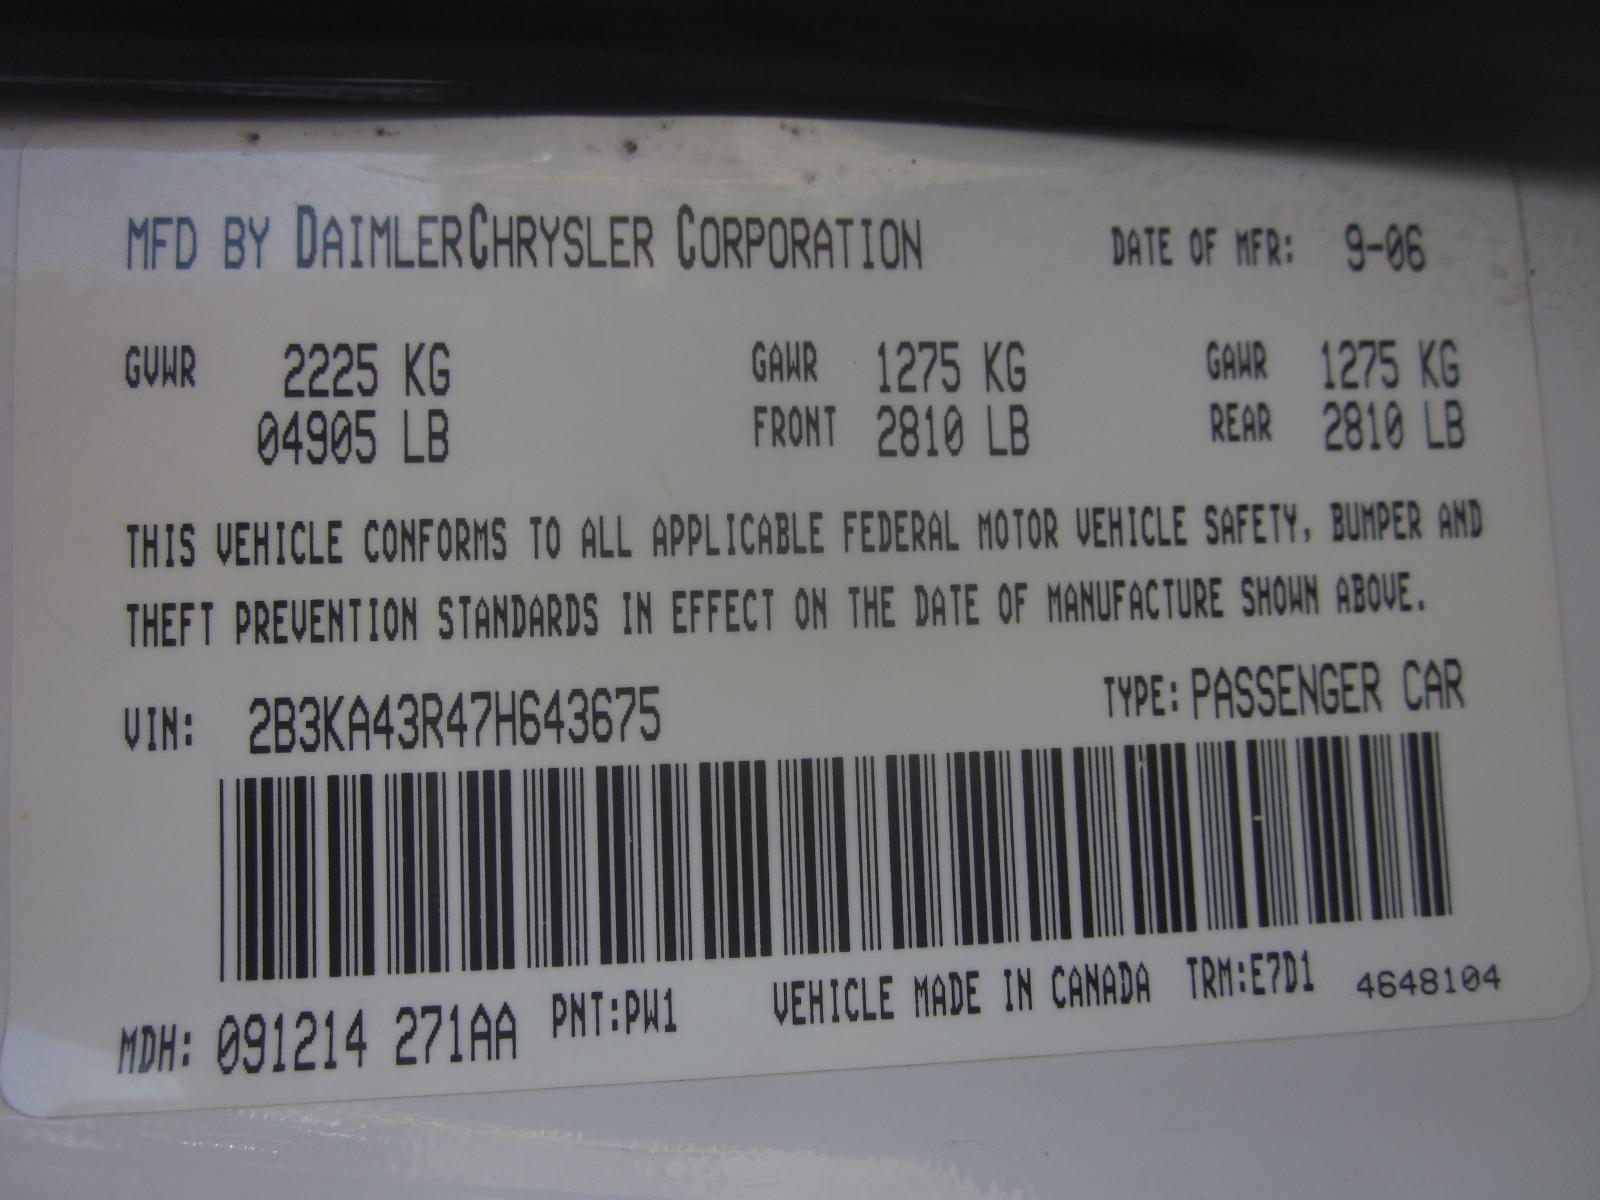 MFD BY DAIMLERCHRYSLER CORPORATION DATE OF MFR: 9-06
GVWR 2225 KG GAWR 1275 KG GAWR 1275 KG
04905 LB FRONT 2810 LB REAR 2810 LB
THIS VEHICLE CONFORMS TO ALL APPLICABLE FEDERAL MOTOR VEHICLE SAFETY, BUMPER AND
THEFT PREVENTION STANDARDS IN EFFECT ON THE DATE OF MANUFACTURE SHOWN ABOVE.
VIN: 2B3KA43R47H643675 TYPE: PASSENGER CAR
MDH: 091214 271AA PNT:PW1 VEHICLE MADE IN CANADA TRM:E7D1 4648104